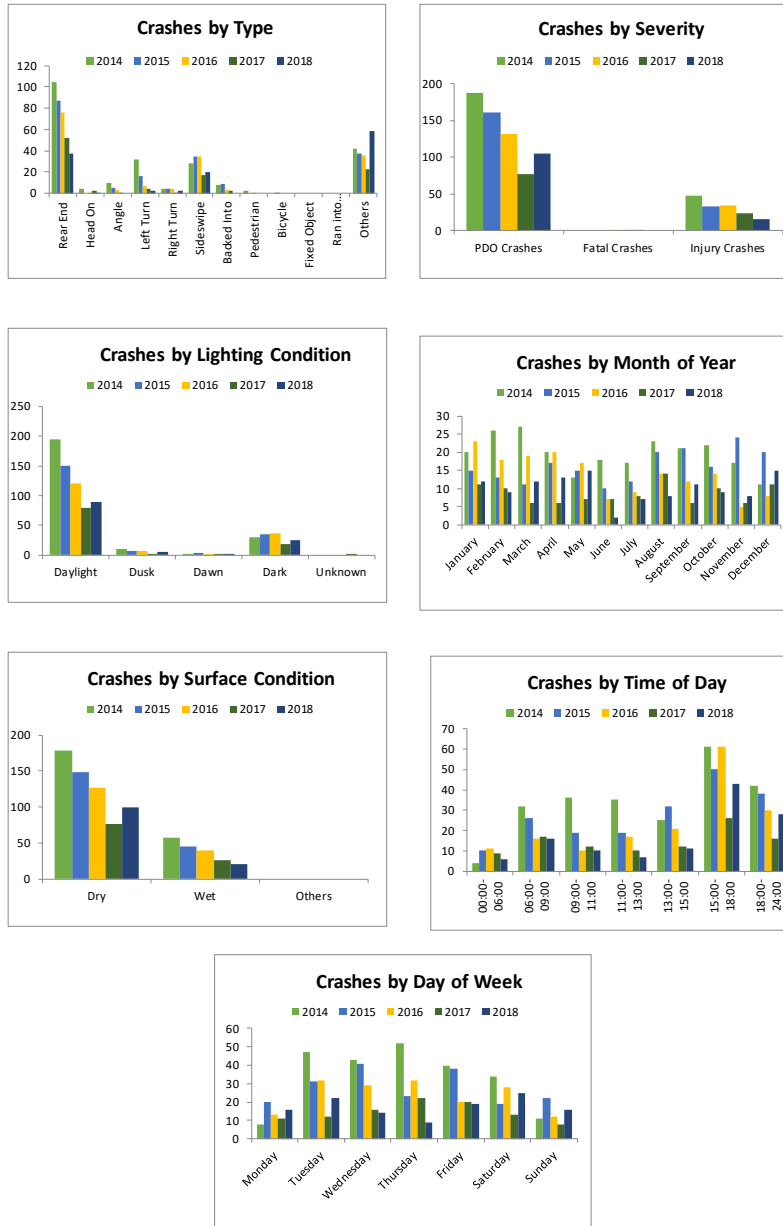 Crashes by Type
2014 2015 2016 2017 2018
120
100
80
60
40
20
0
Rear End
Head On
Angle
Left Turn
Right Turn
Sideswipe
Backed Into
Pedestrian
Bicycle
Fixed Object
Ran into...
Others
Crashes by Severity
2014 2015 2016 2017 2018
200
150
100
50
0
PDO Crashes Fatal Crashes Injury Crashes
Crashes by Lighting Condition
2014 2015 2016 2017 2018
250
200
150
100
50
0
Daylight Dusk Dawn Dark Unknown
Crashes by Month of Year
2014 2015 2016 2017 2018
30
25
20
15
10
5
0
January
February
March
April
May
June
July
August
September
October
November
December
Crashes by Surface Condition
2014 2015 2016 2017 2018
200
150
100
50
0
Dry Wet Others
Crashes by Time of Day
2014 2015 2016 2017 2018
70
60
50
40
30
20
10
0
00:00-
06:00
06:00-
09:00
09:00-
11:00
11:00-
13:00
13:00-
15:00
15:00-
18:00
18:00-
24:00
Crashes by Day of Week
2014 2015 2016 2017 2018
60
50
40
30
20
10
0
Monday
Tuesday
Wednesday
Thursday
Friday
Saturday
Sunday